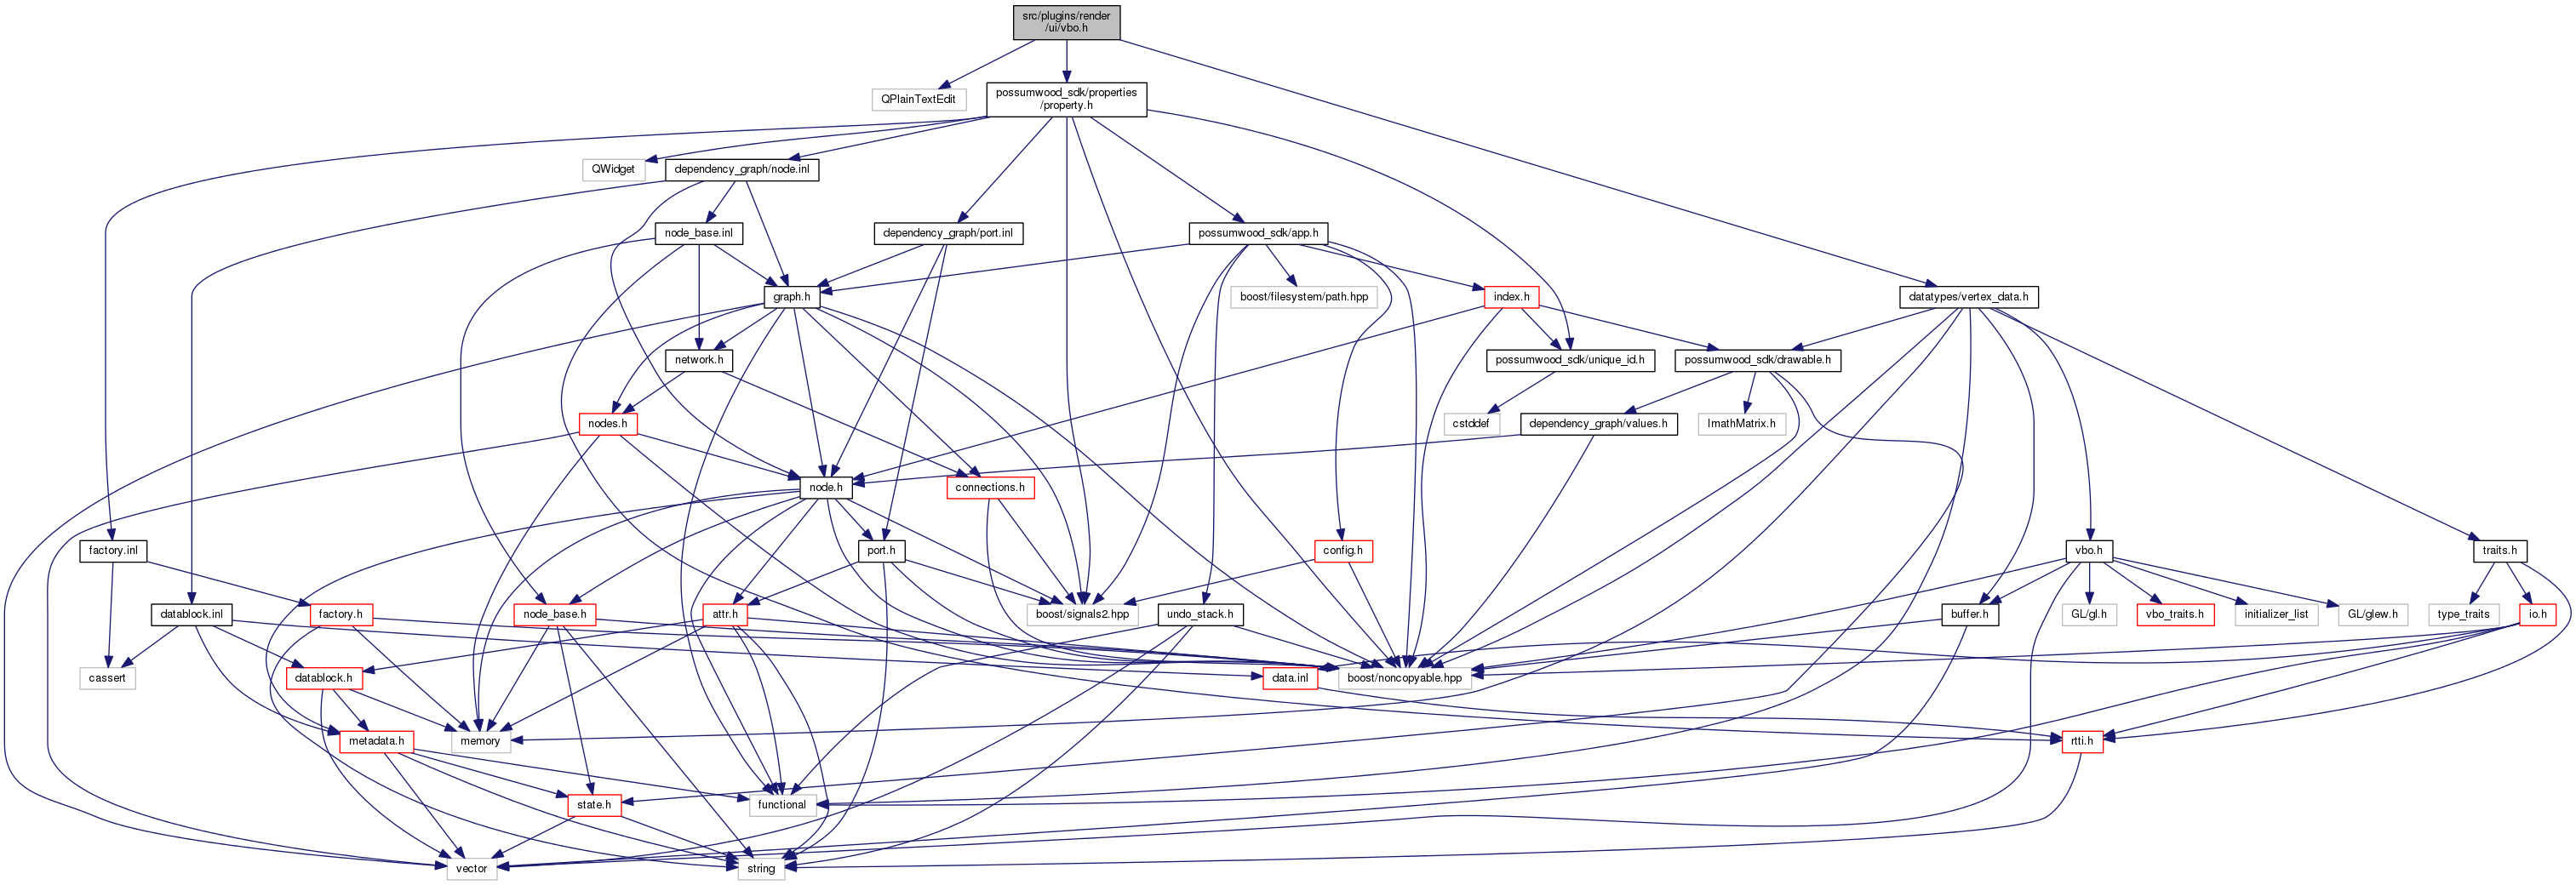 src/plugins/render
/ui/vbo.h
QPlainTextEdit
possumwood_sdk/properties
/property.h
QWidget
dependency_graph/node.inl
node_base.inl
dependency_graph/port.inl
possumwood_sdk/app.h
graph.h
boost/filesystem/path.hpp
index.h
datatypes/vertex_data.h
network.h
possumwood_sdk/unique_id.h
possumwood_sdk/drawable.h
nodes.h
cstddef
dependency_graph/values.h
ImathMatrix.h
node.h
connections.h
factory.inl
port.h
config.h
vbo.h
traits.h
datablock.inl
factory.h
node_base.h
attr.h
boost/signals2.hpp
undo_stack.h
buffer.h
GL/gl.h
vbo_traits.h
initializer_list
GL/glew.h
type_traits
io.h
cassert
datablock.h
data.inl
boost/noncopyable.hpp
metadata.h
memory
rtti.h
state.h
functional
vector
string